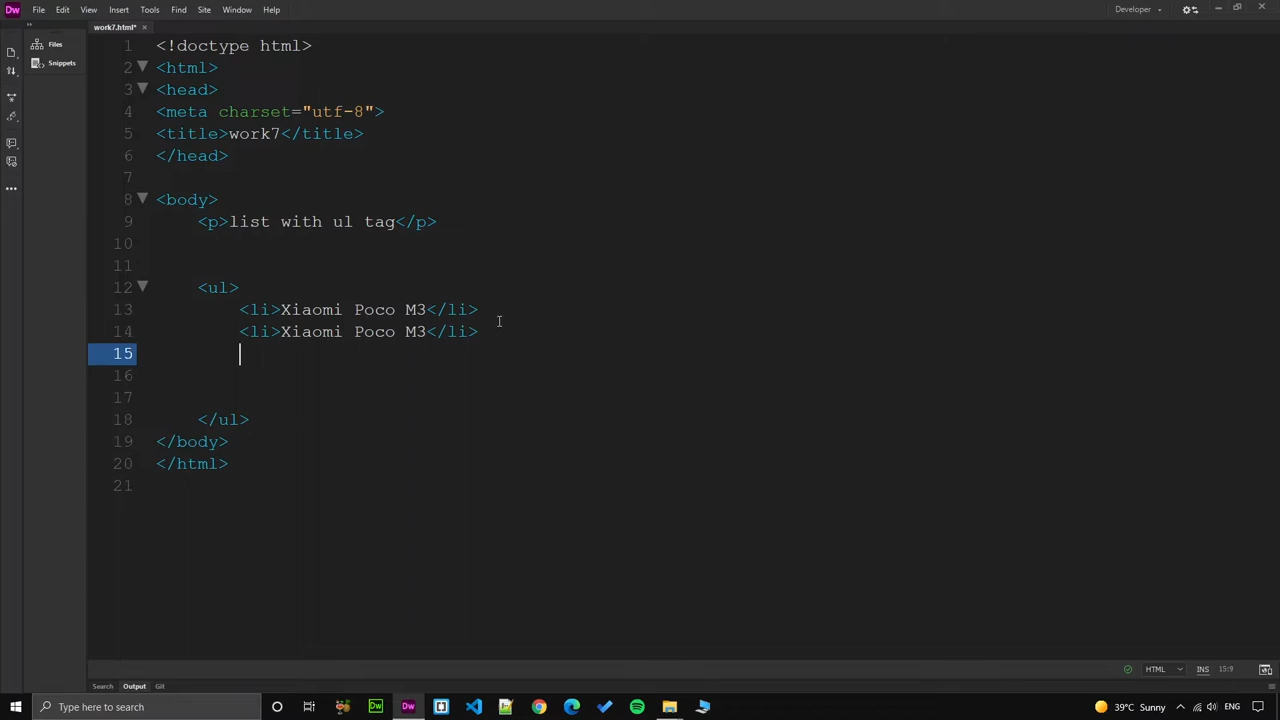 Dw File Edit View Insert Tools Find Site Window Help Developer
work7.html*
Files
Snippets
1 <!doctype html>
2 <html>
3 <head>
4 <meta charset="utf-8">
5 <title>work7</title>
6 </head>
7
8 <body>
9 <p>list with ul tag</p>
10
11
12 <ul>
13 <li>Xiaomi Poco M3</li>
14 <li>Xiaomi Poco M3</li>
15
16
17
18 </ul>
19 </body>
20 </html>
21
HTML INS 15:9
Search Output Git
Type here to search Dw Dw 39°C Sunny ENG